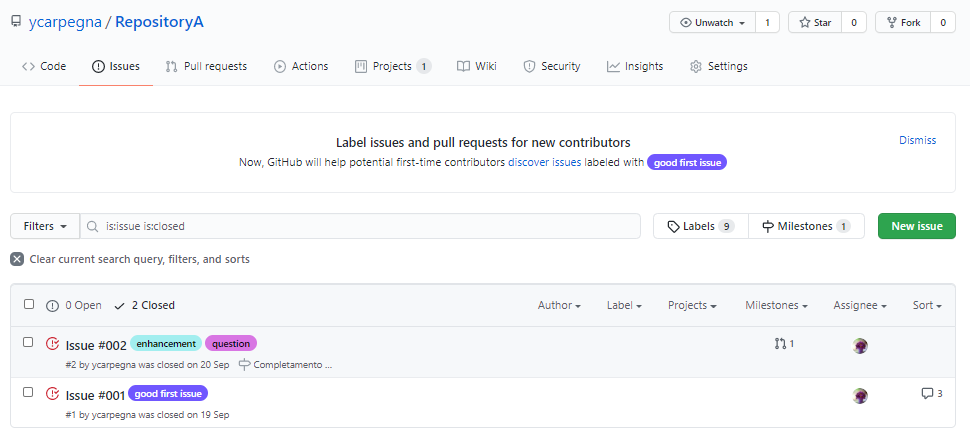 ycarpegna / RepositoryA
Unwatch 1 Star 0 Fork 0
Code Issues Pull requests Actions Projects 1 Wiki Security Insights Settings
Label issues and pull requests for new contributors
Dismiss
Now, GitHub will help potential first-time contributors discover issues labeled with good first issue
Filters is:issue is:closed Labels 9 Milestones 1 New issue
Clear current search query, filters, and sorts
0 Open 2 Closed Author Label Projects Milestones Assignee Sort
Issue #002 enhancement question 1
#2 by ycarpegna was closed on 20 Sep Completamento ...
Issue #001 good first issue 3
#1 by ycarpegna was closed on 19 Sep